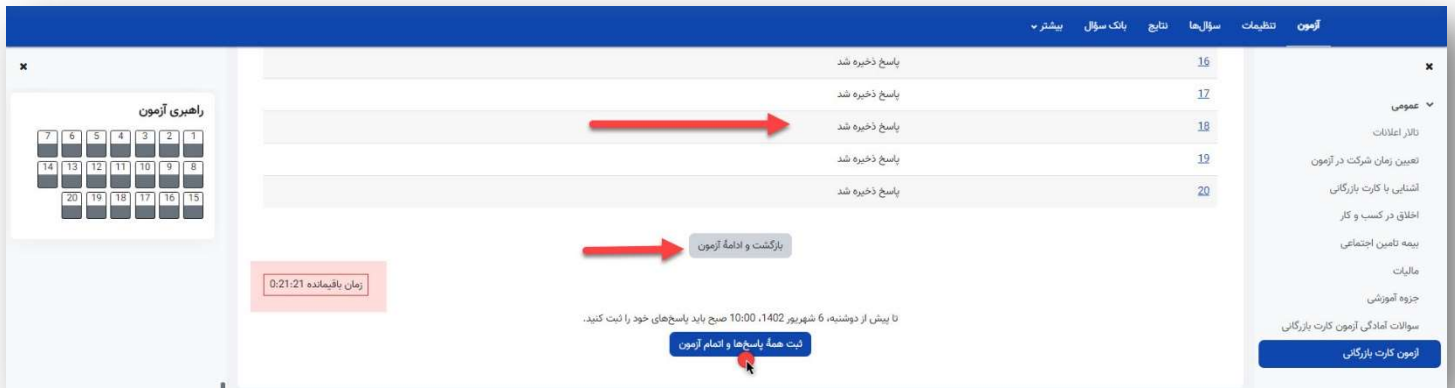 آزمون تنظیمات سؤال‌ها نتایج بانک سؤال بیشتر
عمومی
تالار اعلانات
تعیین زمان شرکت در آزمون
آشنایی با کارت بازرگانی
اخلاق در کسب و کار
بیمه تامین اجتماعی
مالیات
جزوه آموزشی
سوالات آمادگی آزمون کارت بازرگانی
آزمون کارت بازرگانی
16 پاسخ ذخیره شد
17 پاسخ ذخیره شد
18 پاسخ ذخیره شد
19 پاسخ ذخیره شد
20 پاسخ ذخیره شد
بازگشت و ادامهٔ آزمون
زمان باقیمانده 0:21:21
تا پیش از دوشنبه، 6 شهریور 1402، 10:00 صبح باید پاسخ‌های خود را ثبت کنید.
ثبت همهٔ پاسخ‌ها و اتمام آزمون
راهبری آزمون
1 2 3 4 5 6 7
8 9 10 11 12 13 14
15 16 17 18 19 20